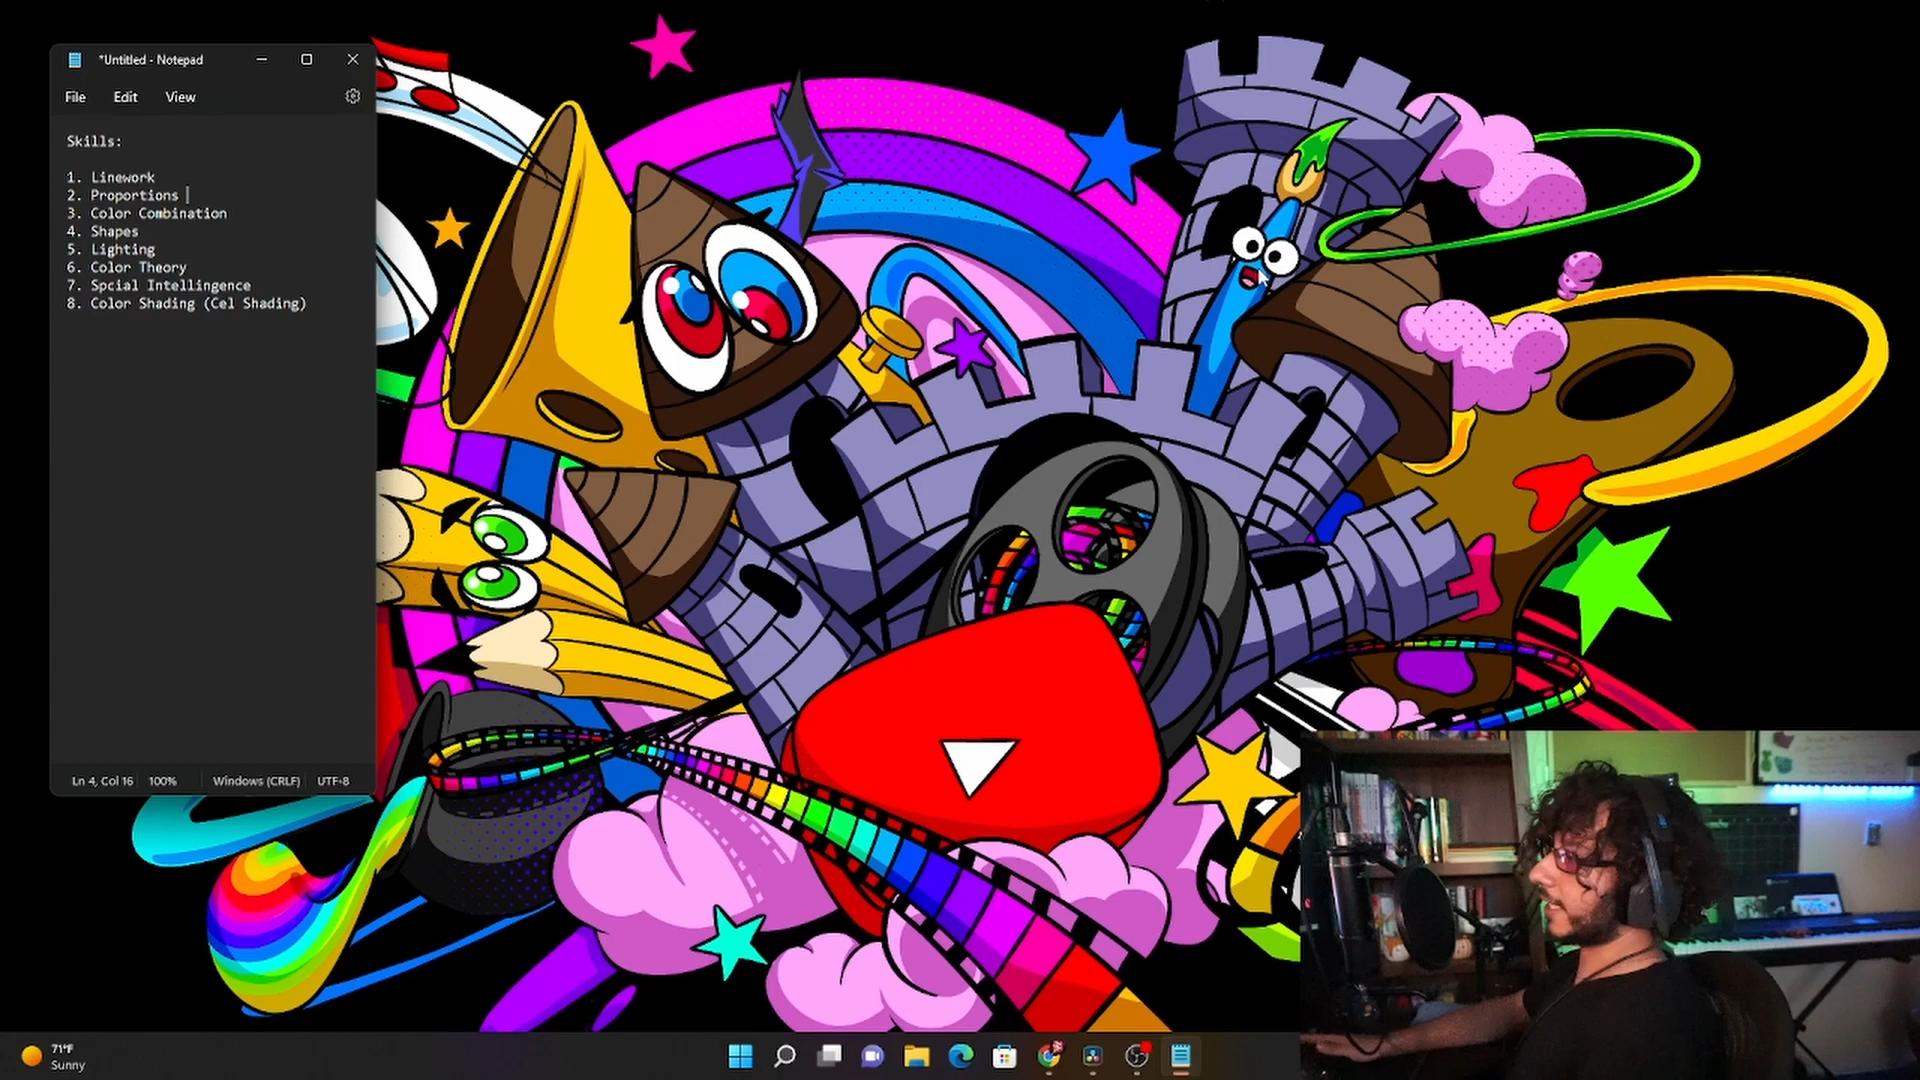 *Untitled - Notepad
File Edit View
Skills:
1. Linework
2. Proportions
3. Color Combination
4. Shapes
5. Lighting
6. Color Theory
7. Spcial Intellingence
8. Color Shading (Cel Shading)
Ln 4, Col 16 100% Windows (CRLF) UTF-8
71°F
Sunny